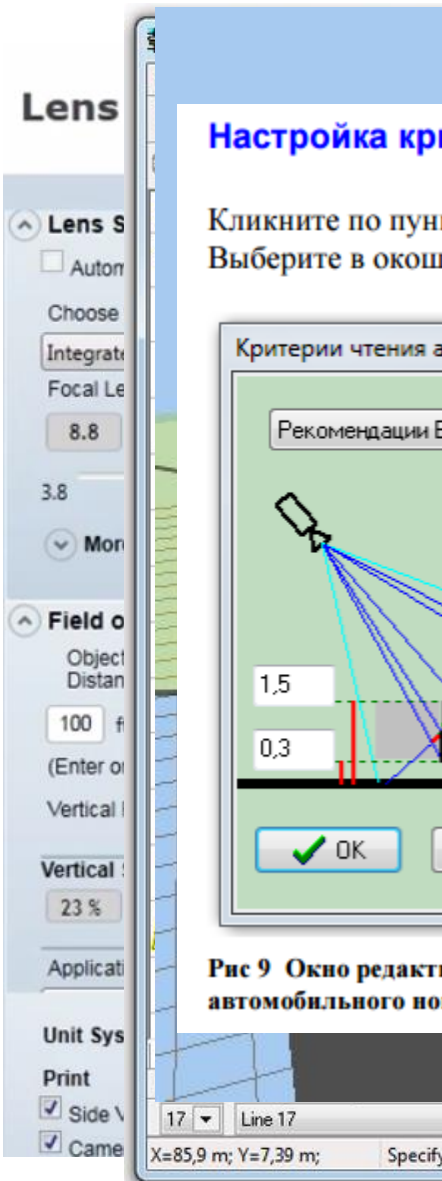 Lens
Lens S
Autom
Choose
Integrate
Focal Le
8.8
3.8
More
Field o
Object
Distan
100 f
(Enter o
Vertical
Vertical
23 %
Applicati
Unit Sys
Print
Side V
Came
Настройка кри
Кликните по пун
Выберите в окош
Критерии чтения а
Рекомендации В
1,5
0,3
OK
Рис 9 Окно редакти
автомобильного но
17 Line 17
X=85,9 m; Y=7,39 m; Specify